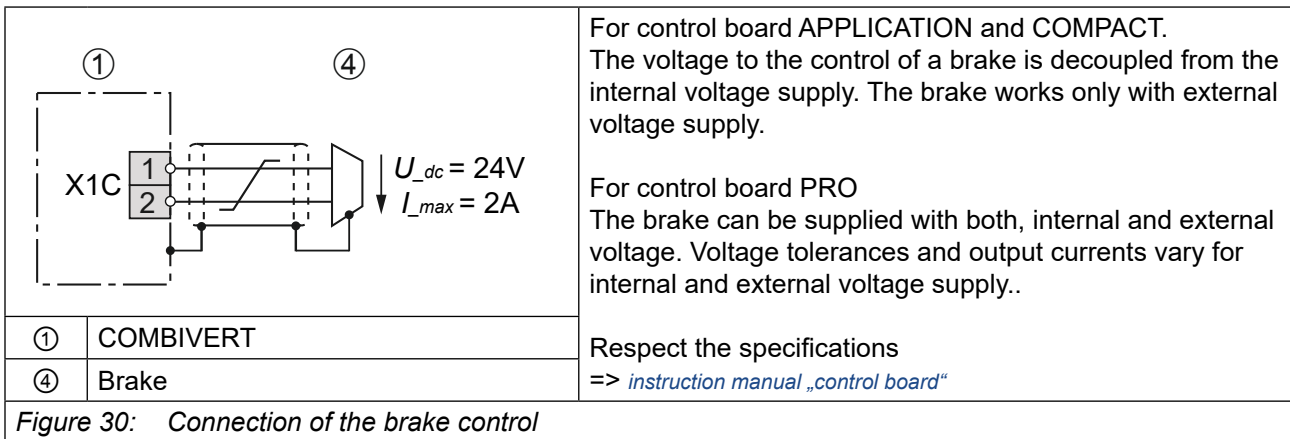 ① ④
X1C
1
2
U_dc = 24V
I_max = 2A
① COMBIVERT
④ Brake
For control board APPLICATION and COMPACT.
The voltage to the control of a brake is decoupled from the
internal voltage supply. The brake works only with external
voltage supply.
For control board PRO
The brake can be supplied with both, internal and external
voltage. Voltage tolerances and output currents vary for
internal and external voltage supply..
Respect the specifications
=> instruction manual „control board“
Figure 30: Connection of the brake control